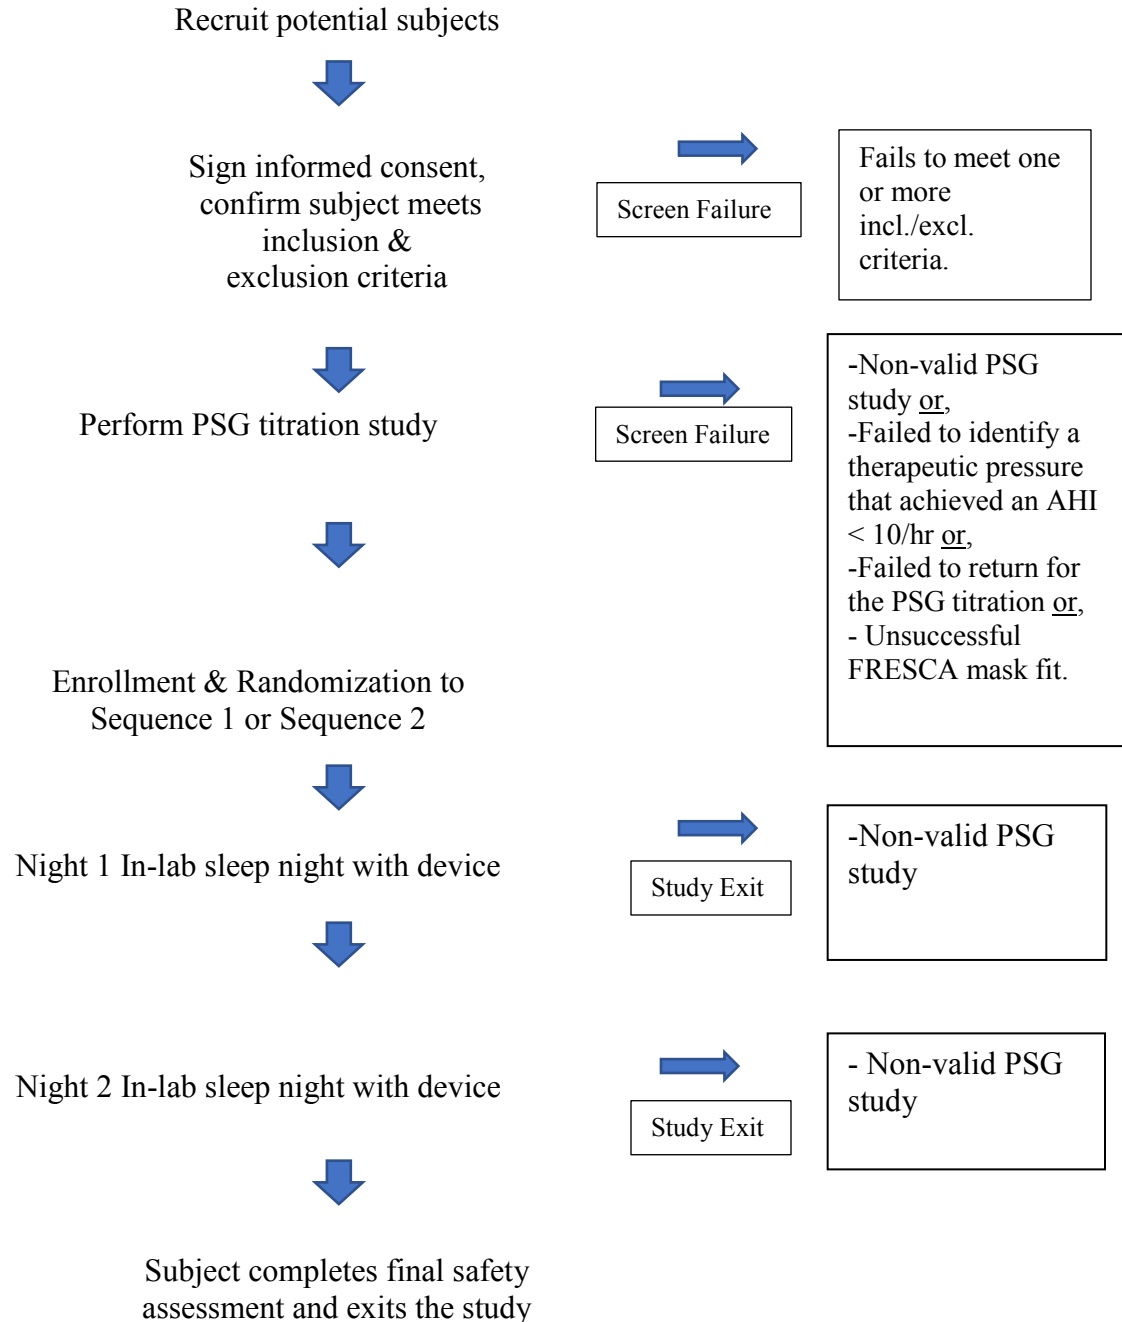 Recruit potential subjects
Sign informed consent,
confirm subject meets
inclusion &
exclusion criteria
Screen Failure
Fails to meet one
or more
incl./excl.
criteria.
Perform PSG titration study
Screen Failure
-Non-valid PSG
study or,
-Failed to identify a
therapeutic pressure
that achieved an AHI
< 10/hr or,
-Failed to return for
the PSG titration or,
- Unsuccessful
FRESCA mask fit.
Enrollment & Randomization to
Sequence 1 or Sequence 2
Night 1 In-lab sleep night with device
Study Exit
-Non-valid PSG
study
Night 2 In-lab sleep night with device
Study Exit
- Non-valid PSG
study
Subject completes final safety
assessment and exits the study